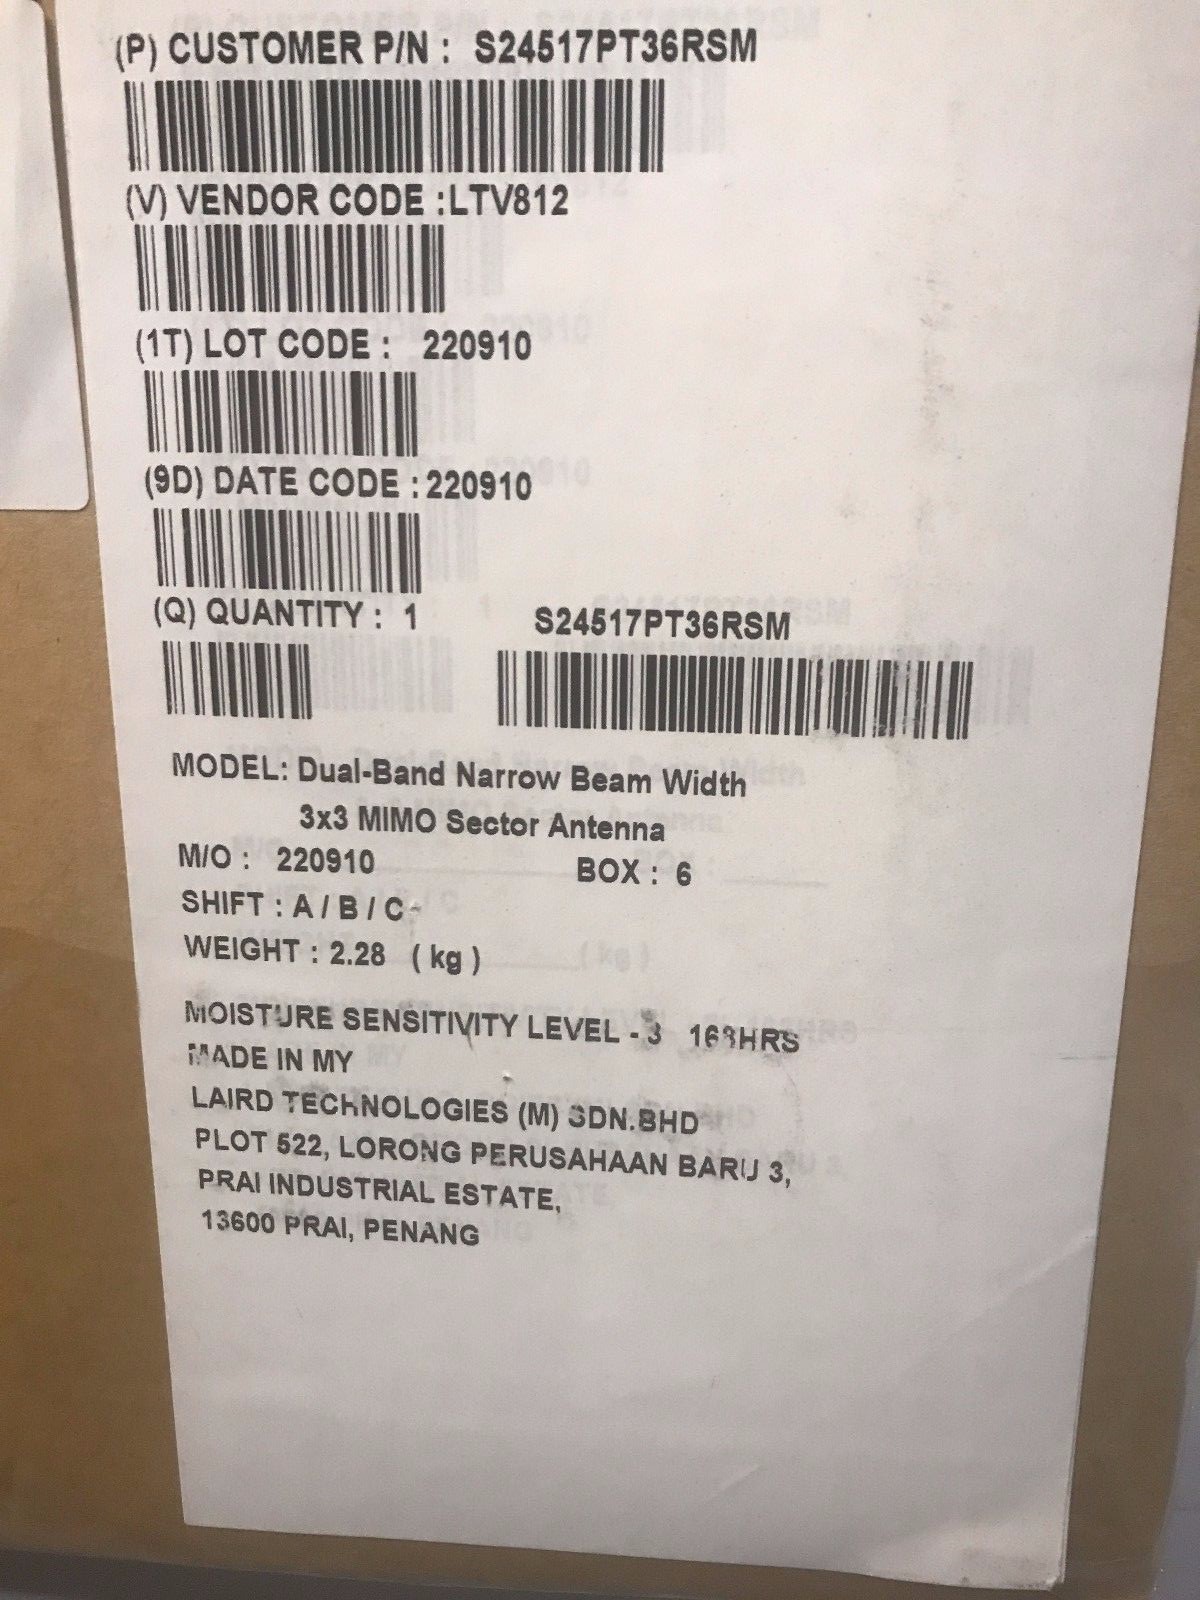 (P) CUSTOMER P/N : S24517PT36RSM
(V) VENDOR CODE :LTV812
(1T) LOT CODE : 220910
(9D) DATE CODE :220910
(Q) QUANTITY : 1
S24517PT36RSM
MODEL: Dual-Band Narrow Beam Width
3x3 MIMO Sector Antenna
M/O : 220910 BOX : 6
SHIFT : A / B / C
WEIGHT : 2.28 ( kg )
MOISTURE SENSITIVITY LEVEL - 3 168HRS
MADE IN MY
LAIRD TECHNOLOGIES (M) SDN.BHD
PLOT 522, LORONG PERUSAHAAN BARU 3,
PRAI INDUSTRIAL ESTATE,
13600 PRAI, PENANG